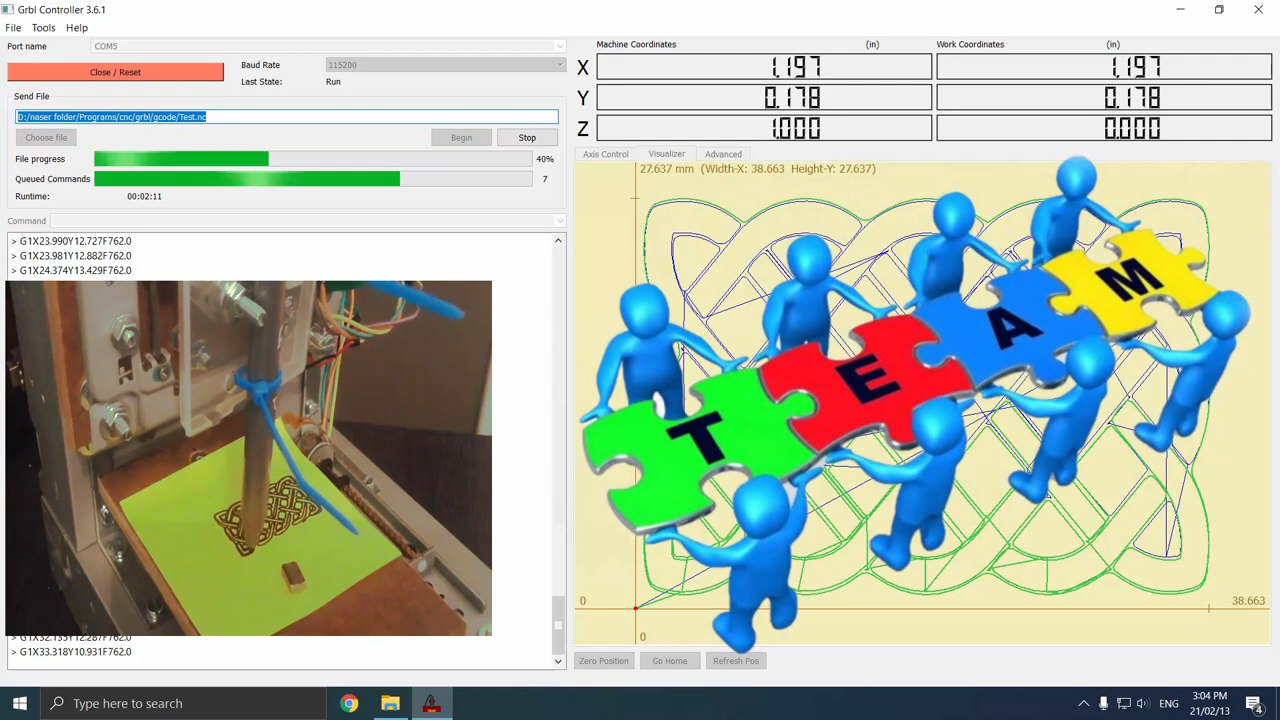 Grbl Controller 3.6.1
File Tools Help
Port name COM5
Close / Reset
Baud Rate 115200
Last State: Run
Send File
D:/naser folder/Programs/cnc/grbl/gcode/Test.nc
Choose file Begin Stop
File progress 40%
Queued Commands 7
Runtime: 00:02:11
Command
> G1X23.990Y12.727F762.0
> G1X23.981Y12.882F762.0
> G1X24.374Y13.429F762.0
> G1X32.135Y12.287F762.0
> G1X33.318Y10.931F762.0
Machine Coordinates (in) Work Coordinates (in)
X 1.197 1.197
Y 0.178 0.178
Z 1.000 0.000
Axis Control Visualizer Advanced
27.637 mm (Width-X: 38.663 Height-Y: 27.637)
T E A M
0 38.663
0
Zero Position Go Home Refresh Pos
Type here to search
ENG
3:04 PM
21/02/13
4